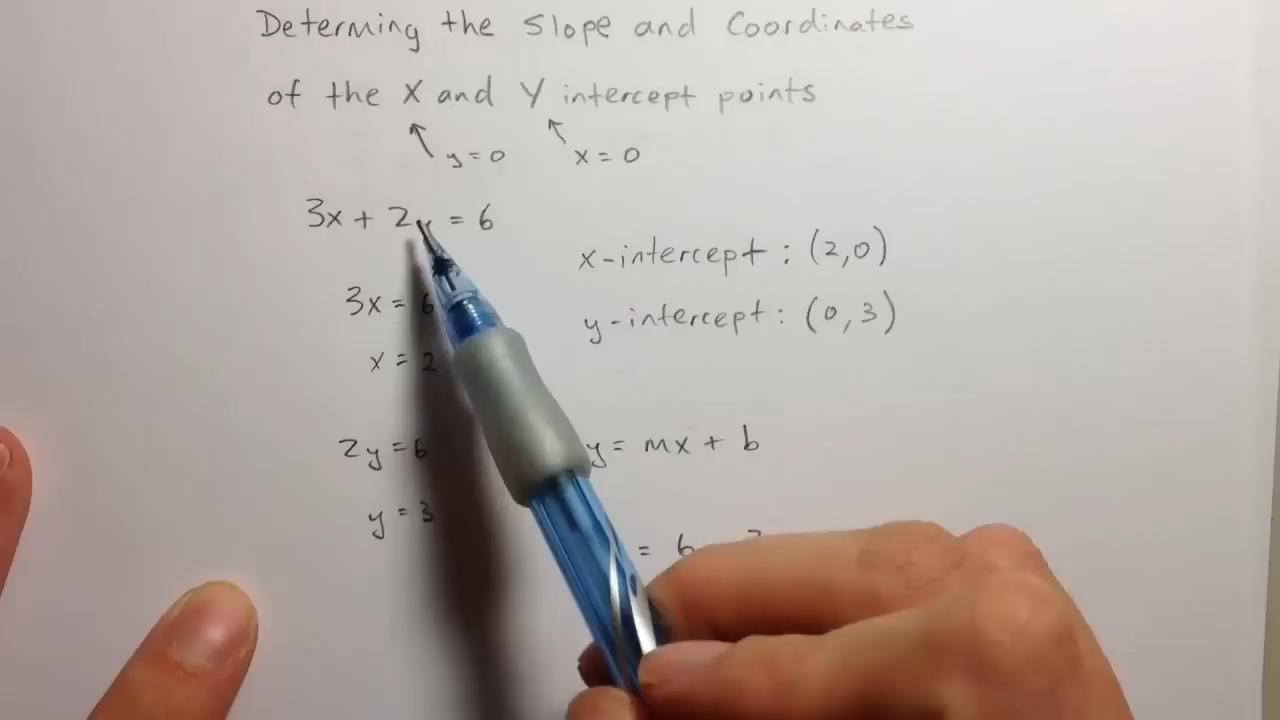 Determing the Slope and Coordinates
of the X and Y intercept points
y = 0 x = 0
3x + 2y = 6
x-intercept : (2,0)
3x = 6
y-intercept : (0, 3)
x = 2
2y = 6
y = mx + b
y = 3
= 6